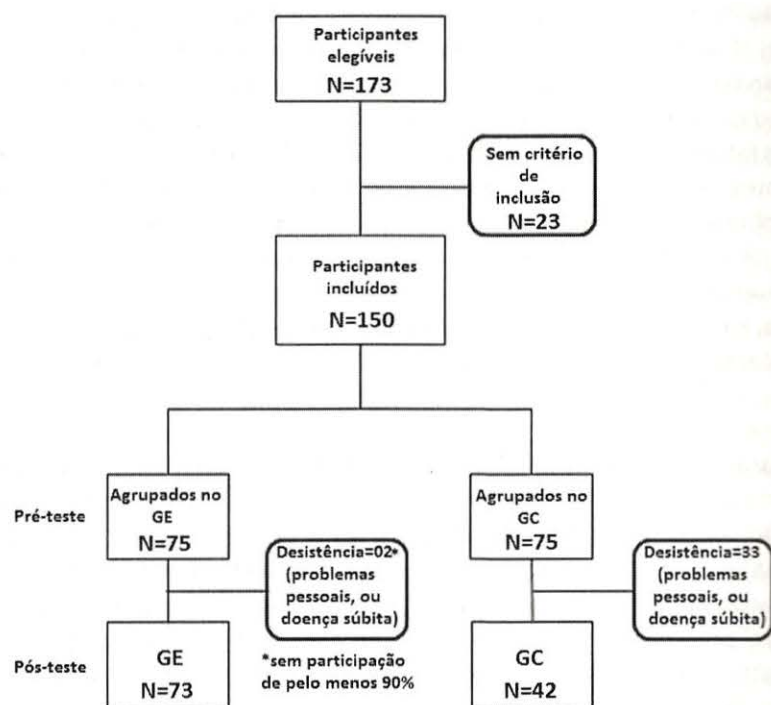 Participantes
elegíveis
N=173
Sem critério
de
inclusão
N=23
Participantes
incluídos
N=150
Pré-teste
Agrupados no
GE
N=75
Agrupados no
GC
N=75
Desistência=02*
(problemas
pessoais, ou
doença súbita)
Desistência=33
(problemas
pessoais, ou
doença súbita)
Pós-teste
GE
N=73
*sem participação
de pelo menos 90%
GC
N=42